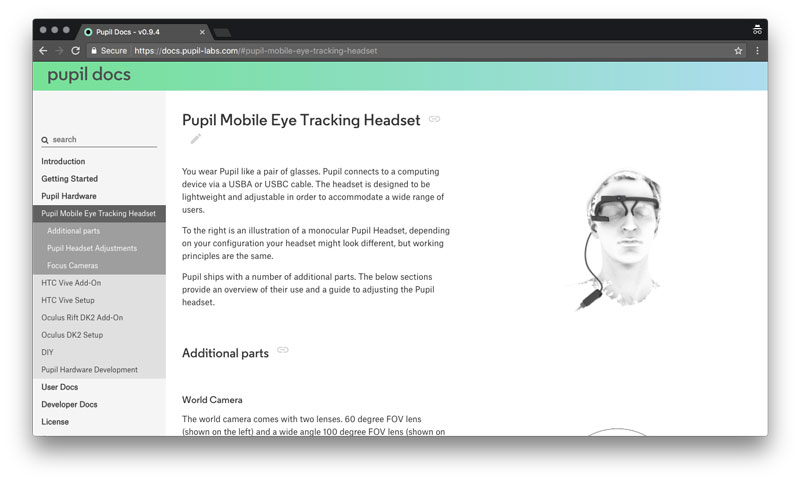 Pupil Docs - v0.9.4
Secure
https://docs.pupil-labs.com/#pupil-mobile-eye-tracking-headset
pupil docs
search
Introduction
Getting Started
Pupil Hardware
Pupil Mobile Eye Tracking Headset
Additional parts
Pupil Headset Adjustments
Focus Cameras
HTC Vive Add-On
HTC Vive Setup
Oculus Rift DK2 Add-On
Oculus DK2 Setup
DIY
Pupil Hardware Development
User Docs
Developer Docs
License
Pupil Mobile Eye Tracking Headset
You wear Pupil like a pair of glasses. Pupil connects to a computing
device via a USBA or USBC cable. The headset is designed to be
lightweight and adjustable in order to accommodate a wide range of
users.
To the right is an illustration of a monocular Pupil Headset, depending
on your configuration your headset might look different, but working
principles are the same.
Pupil ships with a number of additional parts. The below sections
provide an overview of their use and a guide to adjusting the Pupil
headset.
Additional parts
World Camera
The world camera comes with two lenses. 60 degree FOV lens
(shown on the left) and a wide angle 100 degree FOV lens (shown on